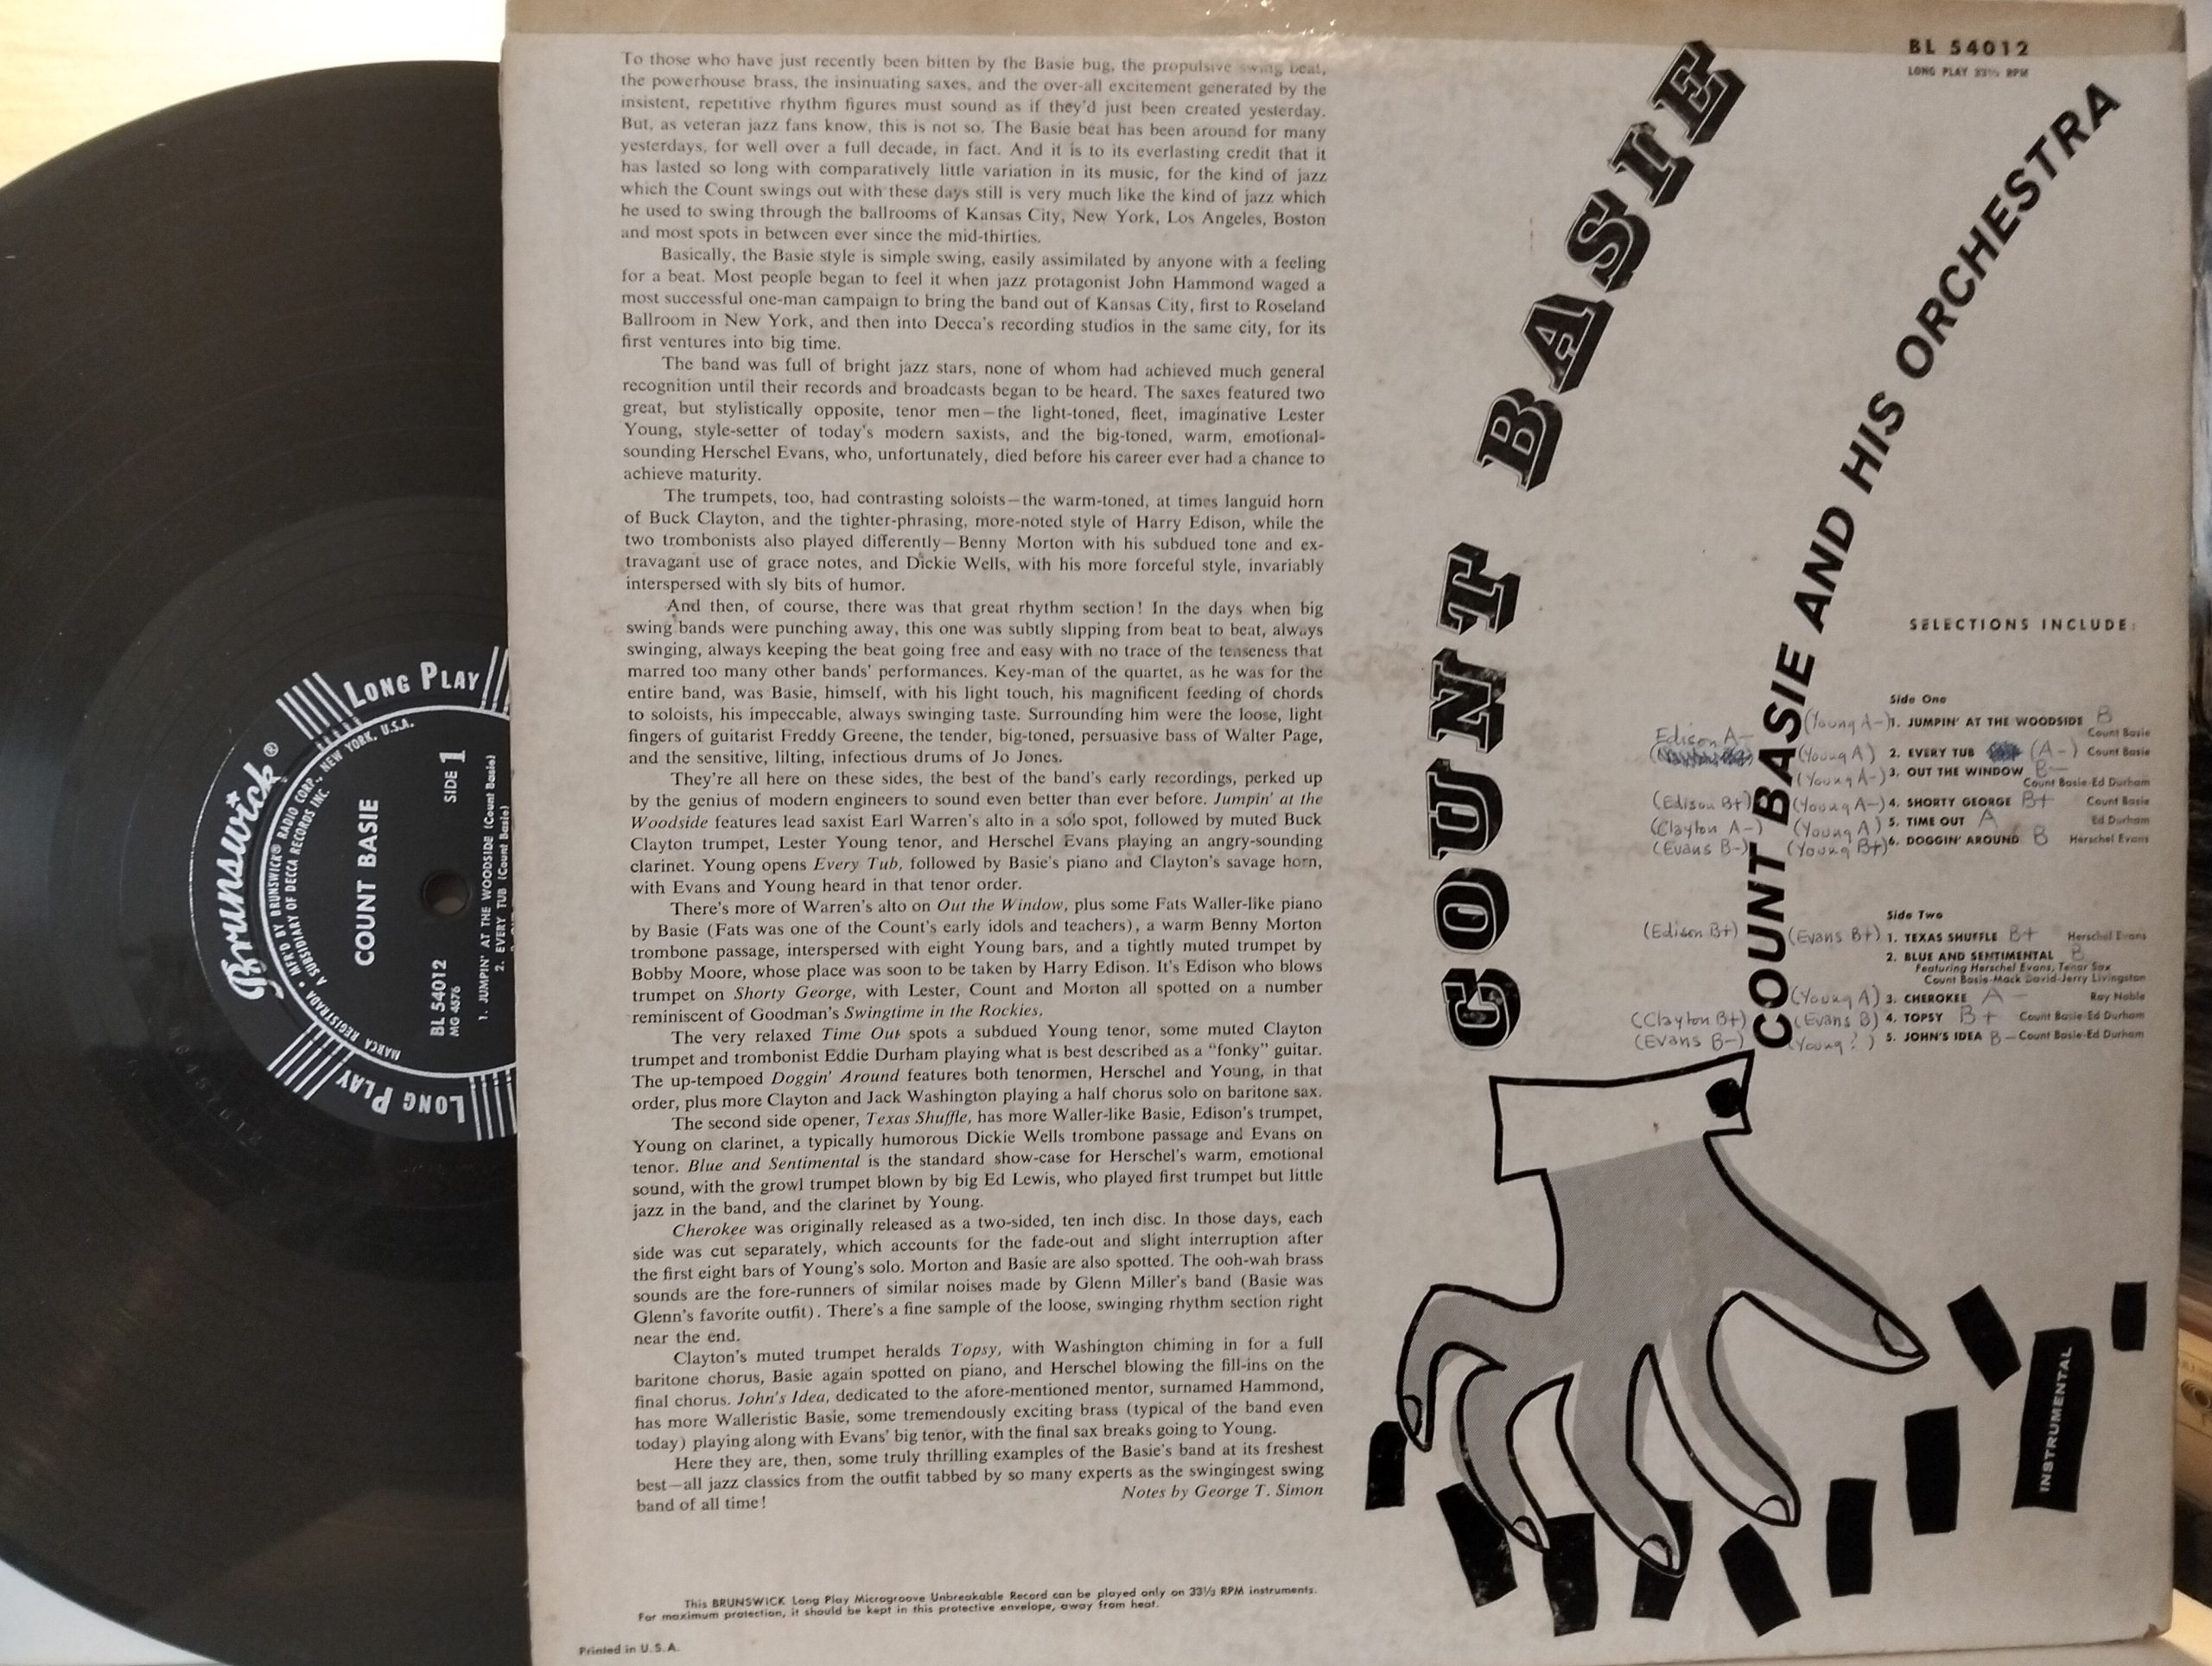 To those who have just recently been bitten by the Basie bug, the propulsive swing beat,
the powerhouse brass, the insinuating saxes, and the over-all excitement generated by the
insistent, repetitive rhythm figures must sound as if they'd just been created yesterday.
But, as veteran jazz fans know, this is not so. The Basie beat has been around for many
yesterdays, for well over a full decade, in fact. And it is to its everlasting credit that it
has lasted so long with comparatively little variation in its music, for the kind of jazz
which the Count swings out with these days still is very much like the kind of jazz which
he used to swing through the ballrooms of Kansas City, New York, Los Angeles, Boston
and most spots in between ever since the mid-thirties.
Basically, the Basie style is simple swing, easily assimilated by anyone with a feeling
for a beat. Most people began to feel it when jazz protagonist John Hammond waged a
most successful one-man campaign to bring the band out of Kansas City, first to Roseland
Ballroom in New York, and then into Decca's recording studios in the same city, for its
first ventures into big time.
The band was full of bright jazz stars, none of whom had achieved much general
recognition until their records and broadcasts began to be heard. The saxes featured two
great, but stylistically opposite, tenor men—the light-toned, fleet, imaginative Lester
Young, style-setter of today's modern saxists, and the big-toned, warm, emotional-
sounding Herschel Evans, who, unfortunately, died before his career ever had a chance to
achieve maturity.
The trumpets, too, had contrasting soloists—the warm-toned, at times languid horn
of Buck Clayton, and the tighter-phrasing, more-noted style of Harry Edison, while the
two trombonists also played differently—Benny Morton with his subdued tone and ex-
travagant use of grace notes, and Dickie Wells, with his more forceful style, invariably
interspersed with sly bits of humor.
And then, of course, there was that great rhythm section! In the days when big
swing bands were punching away, this one was subtly slipping from beat to beat, always
swinging, always keeping the beat going free and easy with no trace of the tenseness that
marred too many other bands' performances. Key-man of the quartet, as he was for the
entire band, was Basie, himself, with his light touch, his magnificent feeding of chords
to soloists, his impeccable, always swinging taste. Surrounding him were the loose, light
fingers of guitarist Freddy Greene, the tender, big-toned, persuasive bass of Walter Page,
and the sensitive, lilting, infectious drums of Jo Jones.
They're all here on these sides, the best of the band's early recordings, perked up
by the genius of modern engineers to sound even better than ever before. Jumpin' at the
Woodside features lead saxist Earl Warren's alto in a solo spot, followed by muted Buck
Clayton trumpet, Lester Young tenor, and Herschel Evans playing an angry-sounding
clarinet. Young opens Every Tub, followed by Basie's piano and Clayton's savage horn,
with Evans and Young heard in that tenor order.
There's more of Warren's alto on Out the Window, plus some Fats Waller-like piano
by Basie (Fats was one of the Count's early idols and teachers), a warm Benny Morton
trombone passage, interspersed with eight Young bars, and a tightly muted trumpet by
Bobby Moore, whose place was soon to be taken by Harry Edison. It's Edison who blows
trumpet on Shorty George, with Lester, Count and Morton all spotted on a number
reminiscent of Goodman's Swingtime in the Rockies.
The very relaxed Time Out spots a subdued Young tenor, some muted Clayton
trumpet and trombonist Eddie Durham playing what is best described as a "fonky" guitar.
The up-tempoed Doggin' Around features both tenormen, Herschel and Young, in that
order, plus more Clayton and Jack Washington playing a half chorus solo on baritone sax.
The second side opener, Texas Shuffle, has more Waller-like Basie, Edison's trumpet,
Young on clarinet, a typically humorous Dickie Wells trombone passage and Evans on
tenor. Blue and Sentimental is the standard show-case for Herschel's warm, emotional
sound, with the growl trumpet blown by big Ed Lewis, who played first trumpet but little
jazz in the band, and the clarinet by Young.
Cherokee was originally released as a two-sided, ten inch disc. In those days, each
side was cut separately, which accounts for the fade-out and slight interruption after
the first eight bars of Young's solo. Morton and Basie are also spotted. The ooh-wah brass
sounds are the fore-runners of similar noises made by Glenn Miller's band (Basie was
Glenn's favorite outfit). There's a fine sample of the loose, swinging rhythm section right
near the end.
Clayton's muted trumpet heralds Topsy, with Washington chiming in for a full
baritone chorus, Basie again spotted on piano, and Herschel blowing the fill-ins on the
final chorus. John's Idea, dedicated to the afore-mentioned mentor, surnamed Hammond,
has more Walleristic Basie, some tremendously exciting brass (typical of the band even
today) playing along with Evans' big tenor, with the final sax breaks going to Young.
Here they are, then, some truly thrilling examples of the Basie's band at its freshest
best—all jazz classics from the outfit tabbed by so many experts as the swingingest swing
band of all time!
Notes by George T. Simon
This BRUNSWICK Long Play Microgroove Unbreakable Record can be played only on 33⅓ RPM instruments.
For maximum protection, it should be kept in this protective envelope, away from heat.
Printed in U.S.A.
BL 54012
LONG PLAY 33⅓ RPM
COUNT BASIE
COUNT BASIE AND HIS ORCHESTRA
SELECTIONS INCLUDE:
Side One
(Young A-) 1. JUMPIN' AT THE WOODSIDE B
Count Basie
Edison A-
(Young A) 2. EVERY TUB (A-) Count Basie
(Young A-) 3. OUT THE WINDOW B-
Count Basie-Ed Durham
(Edison B+) (Young A-) 4. SHORTY GEORGE B+ Count Basie
(Clayton A-) (Young A) 5. TIME OUT A Ed Durham
(Evans B-) (Young B+) 6. DOGGIN' AROUND B Herschel Evans
Side Two
(Edison B+) (Evans B+) 1. TEXAS SHUFFLE B+ Herschel Evans
2. BLUE AND SENTIMENTAL B
Featuring Herschel Evans, Tenor Sax
Count Basie-Mack David-Jerry Livingston
(Young A) 3. CHEROKEE A- Ray Noble
(Clayton B+) (Evans B) 4. TOPSY B+ Count Basie-Ed Durham
(Evans B-) (Young?) 5. JOHN'S IDEA B- Count Basie-Ed Durham
INSTRUMENTAL
LONG PLAY
Brunswick®
MFR'D BY BRUNSWICK® RADIO CORP., NEW YORK, U.S.A.
A SUBSIDIARY OF DECCA RECORDS INC.
MARCA REGISTRADA
COUNT BASIE
SIDE 1
BL 54012
MG 4576
1. JUMPIN' AT THE WOODSIDE (Count Basie)
2. EVERY TUB (Count Basie)
LONG PLAY